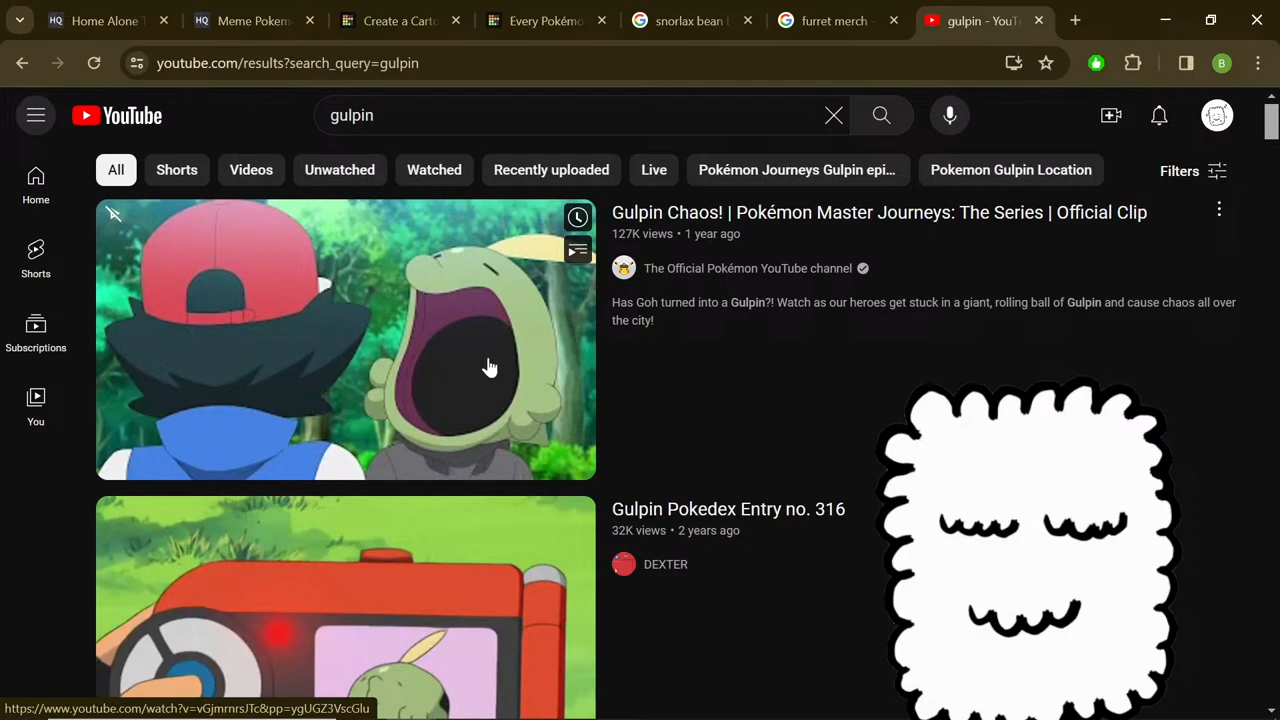 Home Alone T
Meme Pokem
Create a Carto
Every Pokémo
snorlax bean
furret merch -
gulpin - YouT
youtube.com/results?search_query=gulpin
B
YouTube
gulpin
All
Shorts
Videos
Unwatched
Watched
Recently uploaded
Live
Pokémon Journeys Gulpin epi...
Pokemon Gulpin Location
Filters
Home
Shorts
Subscriptions
You
Gulpin Chaos! | Pokémon Master Journeys: The Series | Official Clip
127K views • 1 year ago
The Official Pokémon YouTube channel
Has Goh turned into a Gulpin?! Watch as our heroes get stuck in a giant, rolling ball of Gulpin and cause chaos all over
the city!
Gulpin Pokedex Entry no. 316
32K views • 2 years ago
DEXTER
https://www.youtube.com/watch?v=vGjmrnrsJTc&pp=ygUGZ3VscGlu